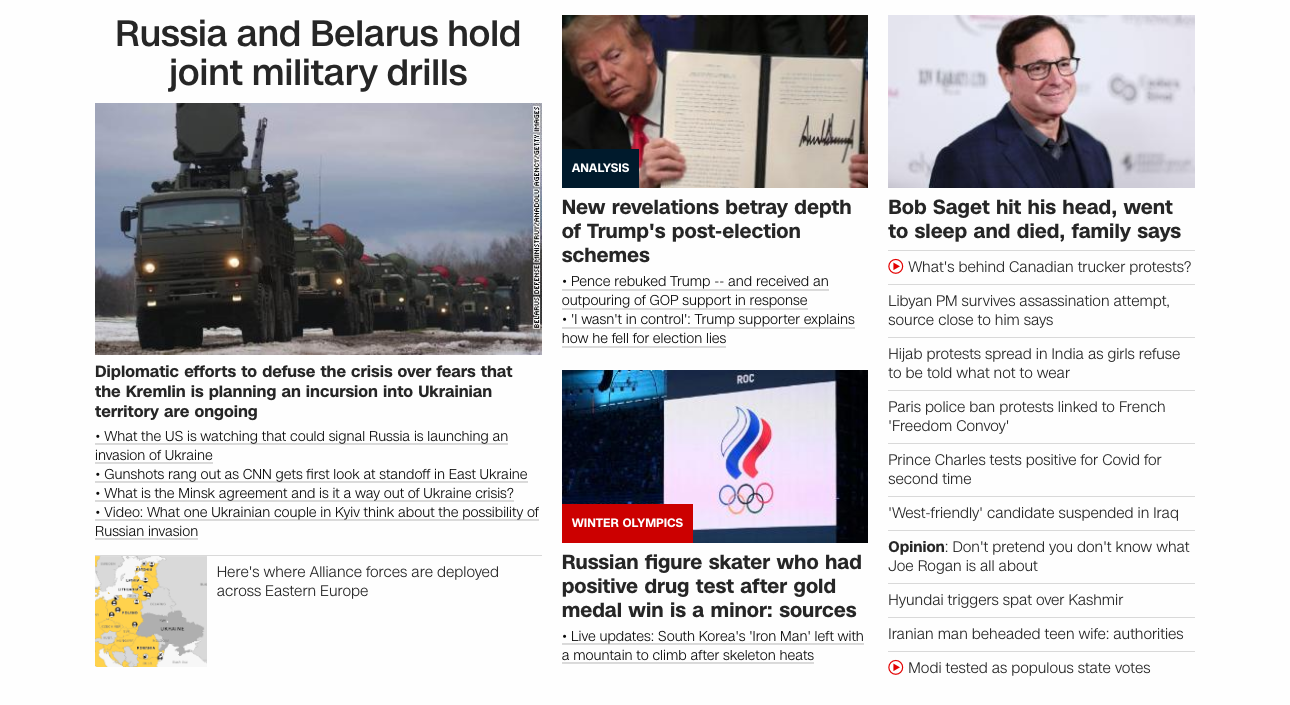 Russia and Belarus hold
joint military drills
BELARUS DEFENSE MINISTRUY/ANADOLU AGENCY/GETTY IMAGES
Diplomatic efforts to defuse the crisis over fears that
the Kremlin is planning an incursion into Ukrainian
territory are ongoing
• What the US is watching that could signal Russia is launching an
invasion of Ukraine
• Gunshots rang out as CNN gets first look at standoff in East Ukraine
• What is the Minsk agreement and is it a way out of Ukraine crisis?
• Video: What one Ukrainian couple in Kyiv think about the possibility of
Russian invasion
UKRAINE
Here's where Alliance forces are deployed
across Eastern Europe
ANALYSIS
New revelations betray depth
of Trump's post-election
schemes
• Pence rebuked Trump -- and received an
outpouring of GOP support in response
• 'I wasn't in control': Trump supporter explains
how he fell for election lies
ROC
WINTER OLYMPICS
Russian figure skater who had
positive drug test after gold
medal win is a minor: sources
• Live updates: South Korea's 'Iron Man' left with
a mountain to climb after skeleton heats
Bob Saget hit his head, went
to sleep and died, family says
What's behind Canadian trucker protests?
Libyan PM survives assassination attempt,
source close to him says
Hijab protests spread in India as girls refuse
to be told what not to wear
Paris police ban protests linked to French
'Freedom Convoy'
Prince Charles tests positive for Covid for
second time
'West-friendly' candidate suspended in Iraq
Opinion: Don't pretend you don't know what
Joe Rogan is all about
Hyundai triggers spat over Kashmir
Iranian man beheaded teen wife: authorities
Modi tested as populous state votes